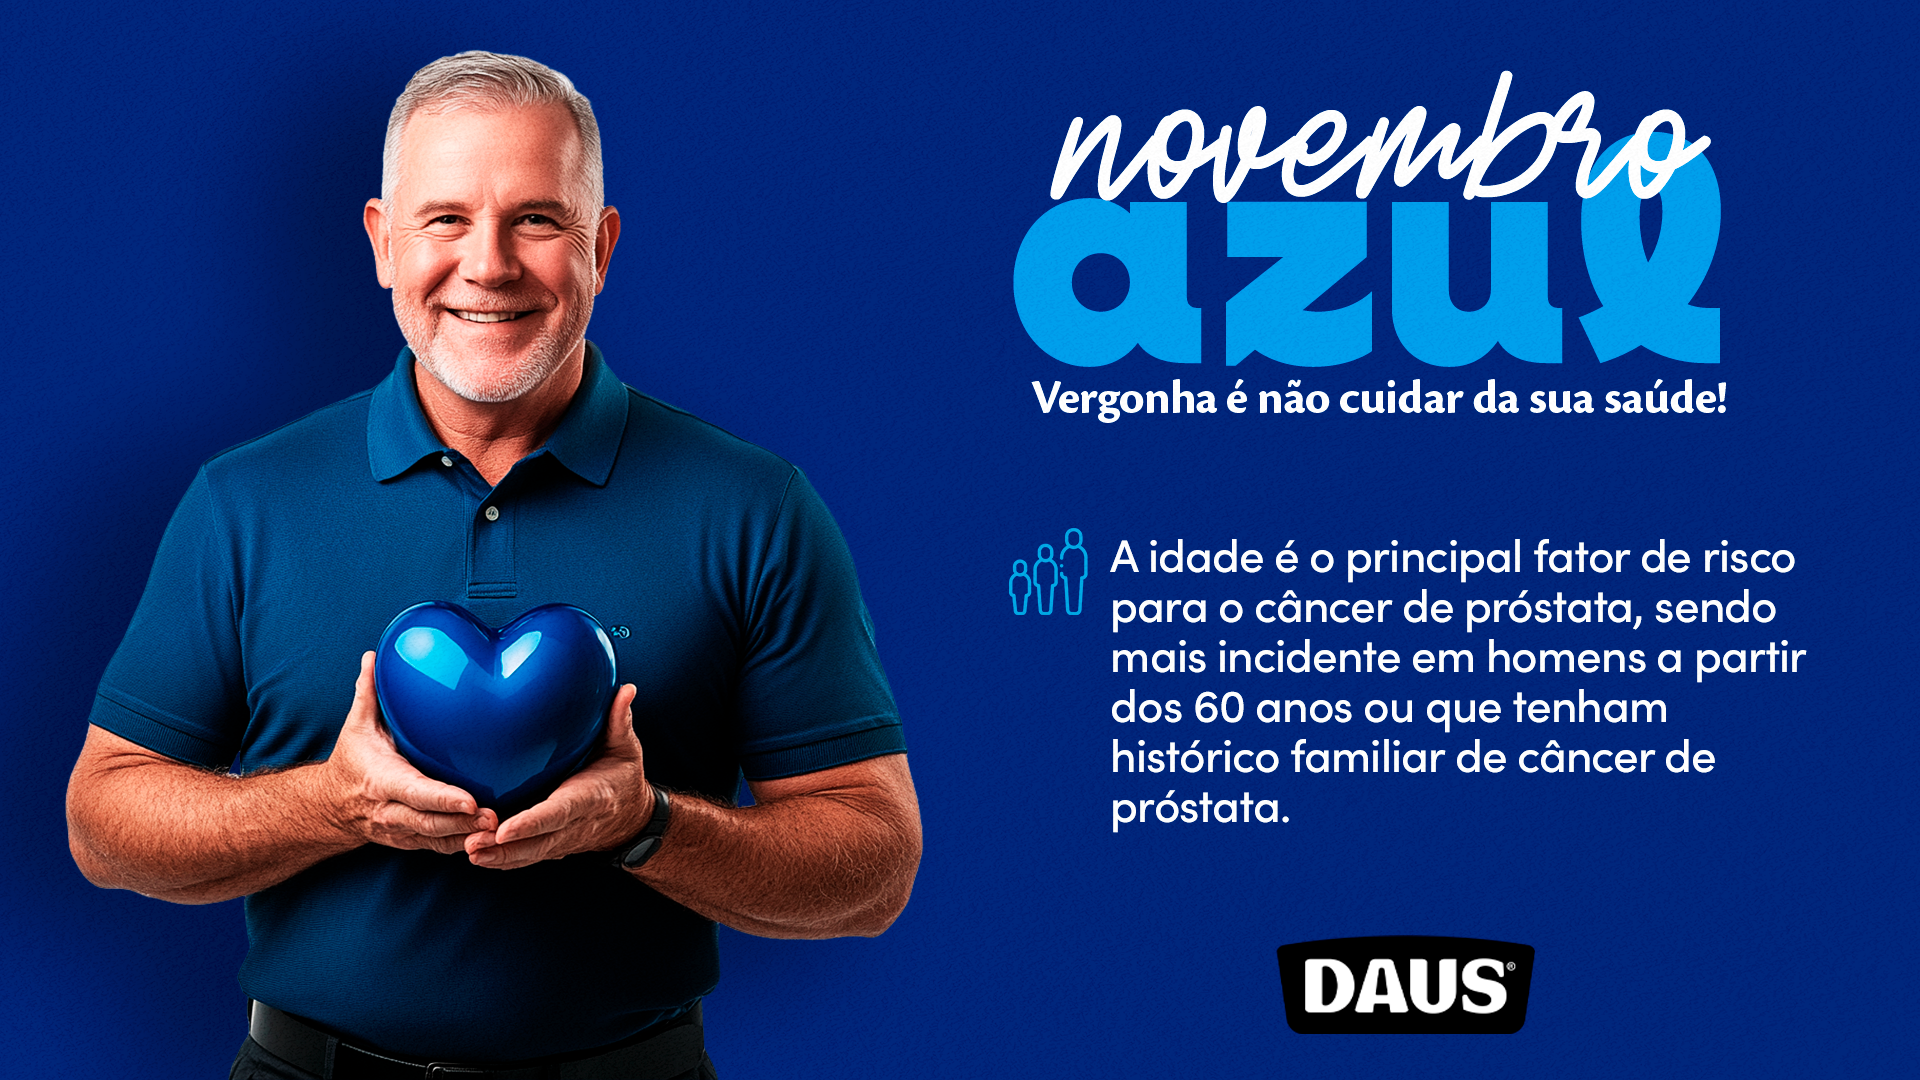 novembro
azul
Vergonha é não cuidar da sua saúde!
A idade é o principal fator de risco
para o câncer de próstata, sendo
mais incidente em homens a partir
dos 60 anos ou que tenham
histórico familiar de câncer de
próstata.
DAUS®